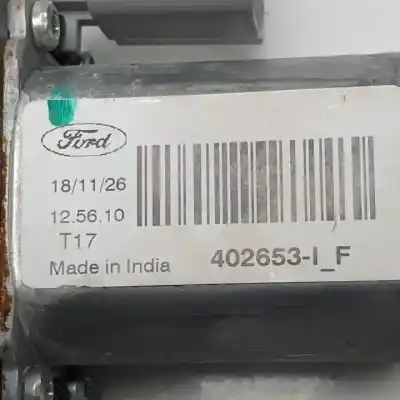 Ford
18/11/26
12.56.10
T17
Made in India
402653-I_F